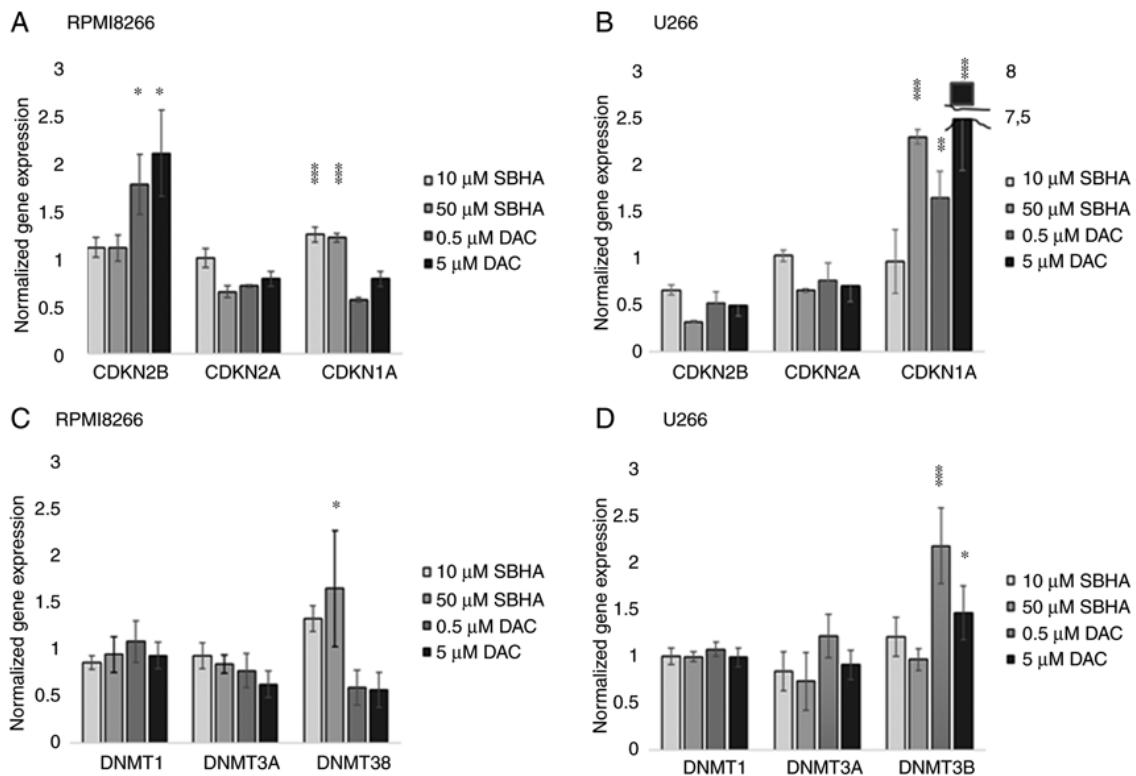 A RPMI8266
Normalized gene expression
3
2.5
2
1.5
1
0.5
0
* *
*** ***
CDKN2B CDKN2A CDKN1A
10 µM SBHA
50 µM SBHA
0.5 µM DAC
5 µM DAC
B U266
Normalized gene expression
3
2.5
2
1.5
1
0.5
0
*** ** ***
8
7,5
CDKN2B CDKN2A CDKN1A
10 µM SBHA
50 µM SBHA
0.5 µM DAC
5 µM DAC
C RPMI8266
Normalized gene expression
3
2.5
2
1.5
1
0.5
0
*
DNMT1 DNMT3A DNMT38
10 µM SBHA
50 µM SBHA
0.5 µM DAC
5 µM DAC
D U266
Normalized gene expression
3
2.5
2
1.5
1
0.5
0
*** *
DNMT1 DNMT3A DNMT3B
10 µM SBHA
50 µM SBHA
0.5 µM DAC
5 µM DAC